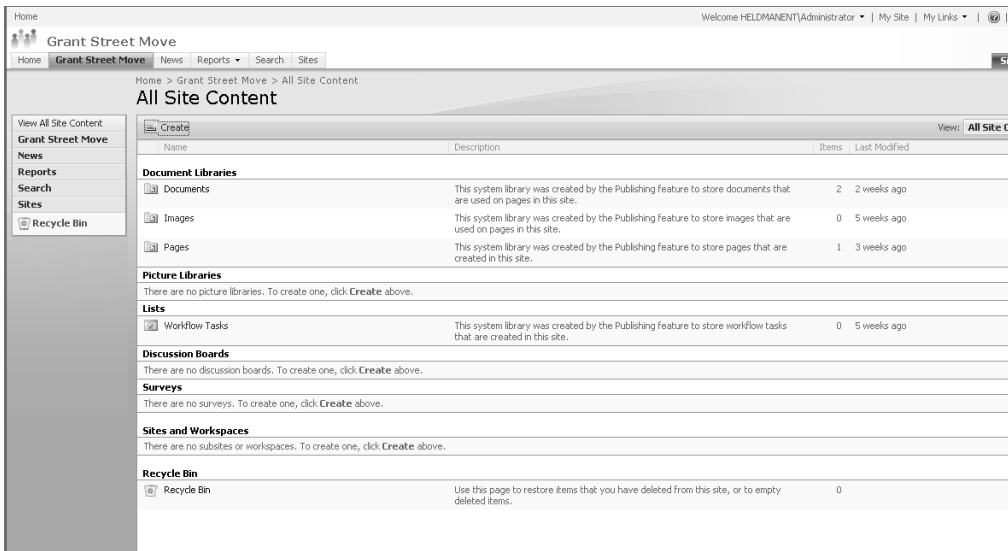 Home
Welcome HELDMANENT\Administrator | My Site | My Links |
Grant Street Move
Home Grant Street Move News Reports Search Sites
Home > Grant Street Move > All Site Content
All Site Content
View All Site Content
Grant Street Move
News
Reports
Search
Sites
Recycle Bin
Create
View: All Site
Name Description Items Last Modified
Document Libraries
Documents This system library was created by the Publishing feature to store documents that 2 2 weeks ago
are used on pages in this site.
Images This system library was created by the Publishing feature to store images that are 0 5 weeks ago
used on pages in this site.
Pages This system library was created by the Publishing feature to store pages that are 1 3 weeks ago
created in this site.
Picture Libraries
There are no picture libraries. To create one, click Create above.
Lists
Workflow Tasks This system library was created by the Publishing feature to store workflow tasks 0 5 weeks ago
that are created in this site.
Discussion Boards
There are no discussion boards. To create one, click Create above.
Surveys
There are no surveys. To create one, click Create above.
Sites and Workspaces
There are no subsites or workspaces. To create one, click Create above.
Recycle Bin
Recycle Bin Use this page to restore items that you have deleted from this site, or to empty 0
deleted items.